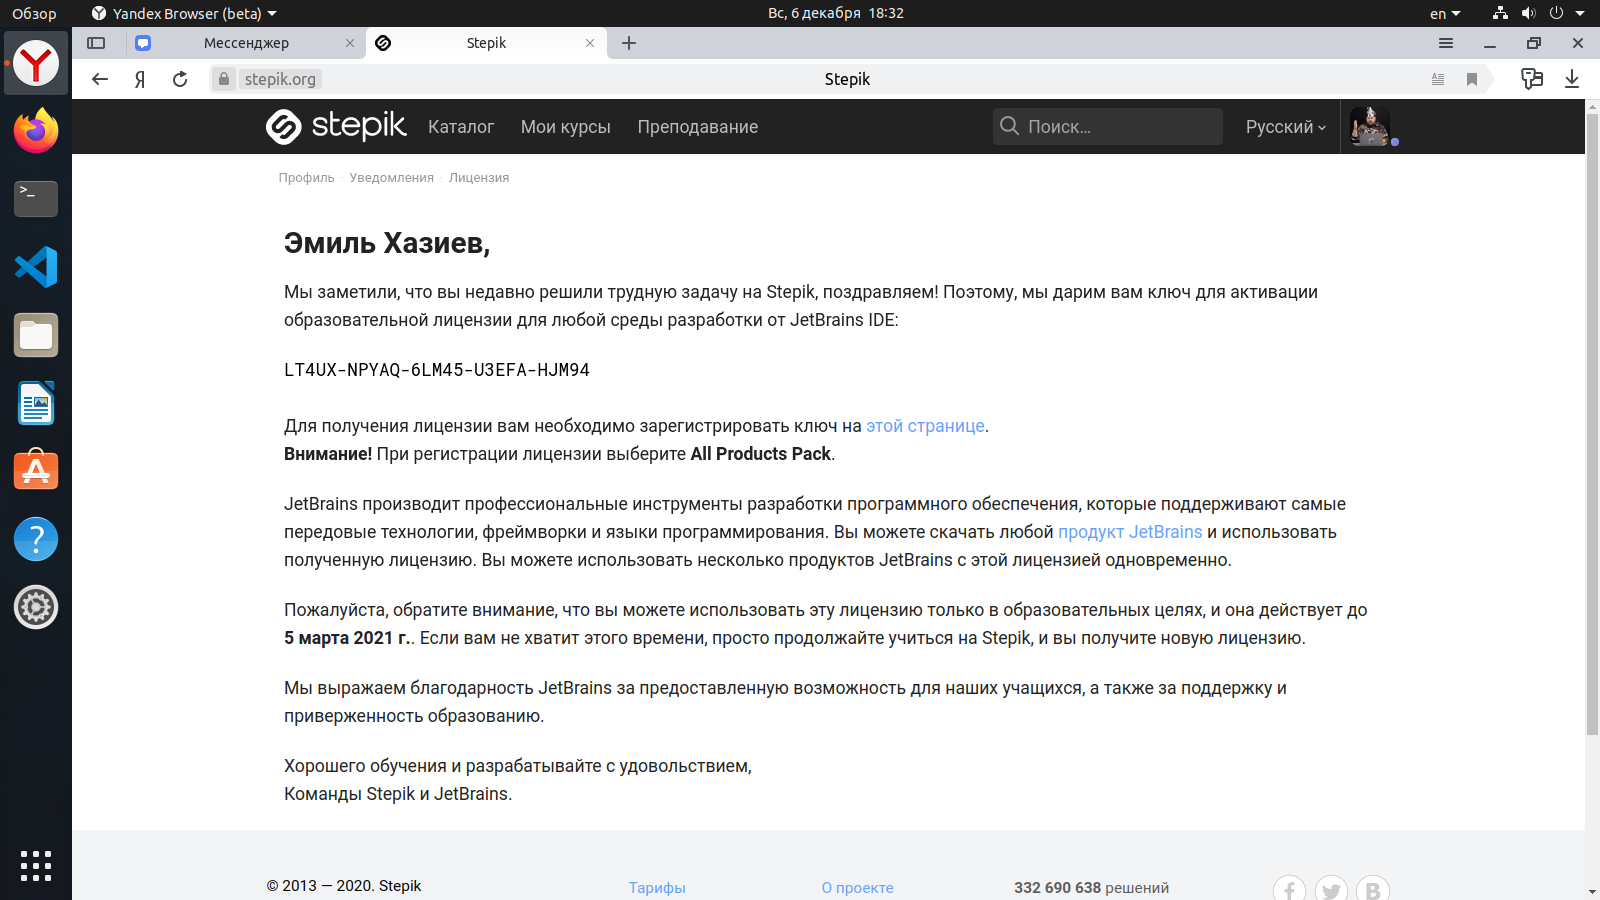 Обзор
Yandex Browser (beta)
Вс, 6 декабря 18:32
en
Мессенджер
Stepik
Я
stepik.org
Stepik
stepik
Каталог
Мои курсы
Преподавание
Поиск...
Русский
Профиль · Уведомления · Лицензия
Эмиль Хазиев,
Мы заметили, что вы недавно решили трудную задачу на Stepik, поздравляем! Поэтому, мы дарим вам ключ для активации
образовательной лицензии для любой среды разработки от JetBrains IDE:
LT4UX-NPYAQ-6LM45-U3EFA-HJM94
Для получения лицензии вам необходимо зарегистрировать ключ на этой странице.
Внимание! При регистрации лицензии выберите All Products Pack.
JetBrains производит профессиональные инструменты разработки программного обеспечения, которые поддерживают самые
передовые технологии, фреймворки и языки программирования. Вы можете скачать любой продукт JetBrains и использовать
полученную лицензию. Вы можете использовать несколько продуктов JetBrains с этой лицензией одновременно.
Пожалуйста, обратите внимание, что вы можете использовать эту лицензию только в образовательных целях, и она действует до
5 марта 2021 г.. Если вам не хватит этого времени, просто продолжайте учиться на Stepik, и вы получите новую лицензию.
Мы выражаем благодарность JetBrains за предоставленную возможность для наших учащихся, а также за поддержку и
приверженность образованию.
Хорошего обучения и разрабатывайте с удовольствием,
Команды Stepik и JetBrains.
© 2013 — 2020. Stepik
Тарифы
О проекте
332 690 638 решений